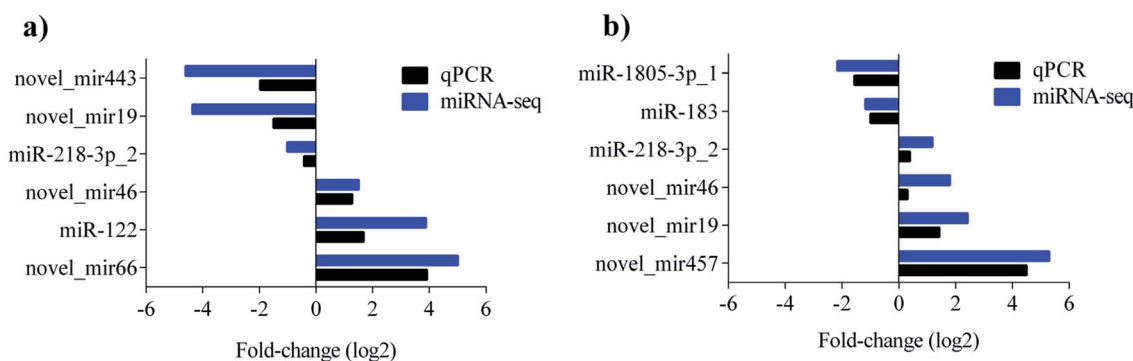 a)
novel_mir443
novel_mir19
miR-218-3p_2
novel_mir46
miR-122
novel_mir66
qPCR
miRNA-seq
-6 -4 -2 0 2 4 6
Fold-change (log2)
b)
miR-1805-3p_1
miR-183
miR-218-3p_2
novel_mir46
novel_mir19
novel_mir457
qPCR
miRNA-seq
-6 -4 -2 0 2 4 6
Fold-change (log2)